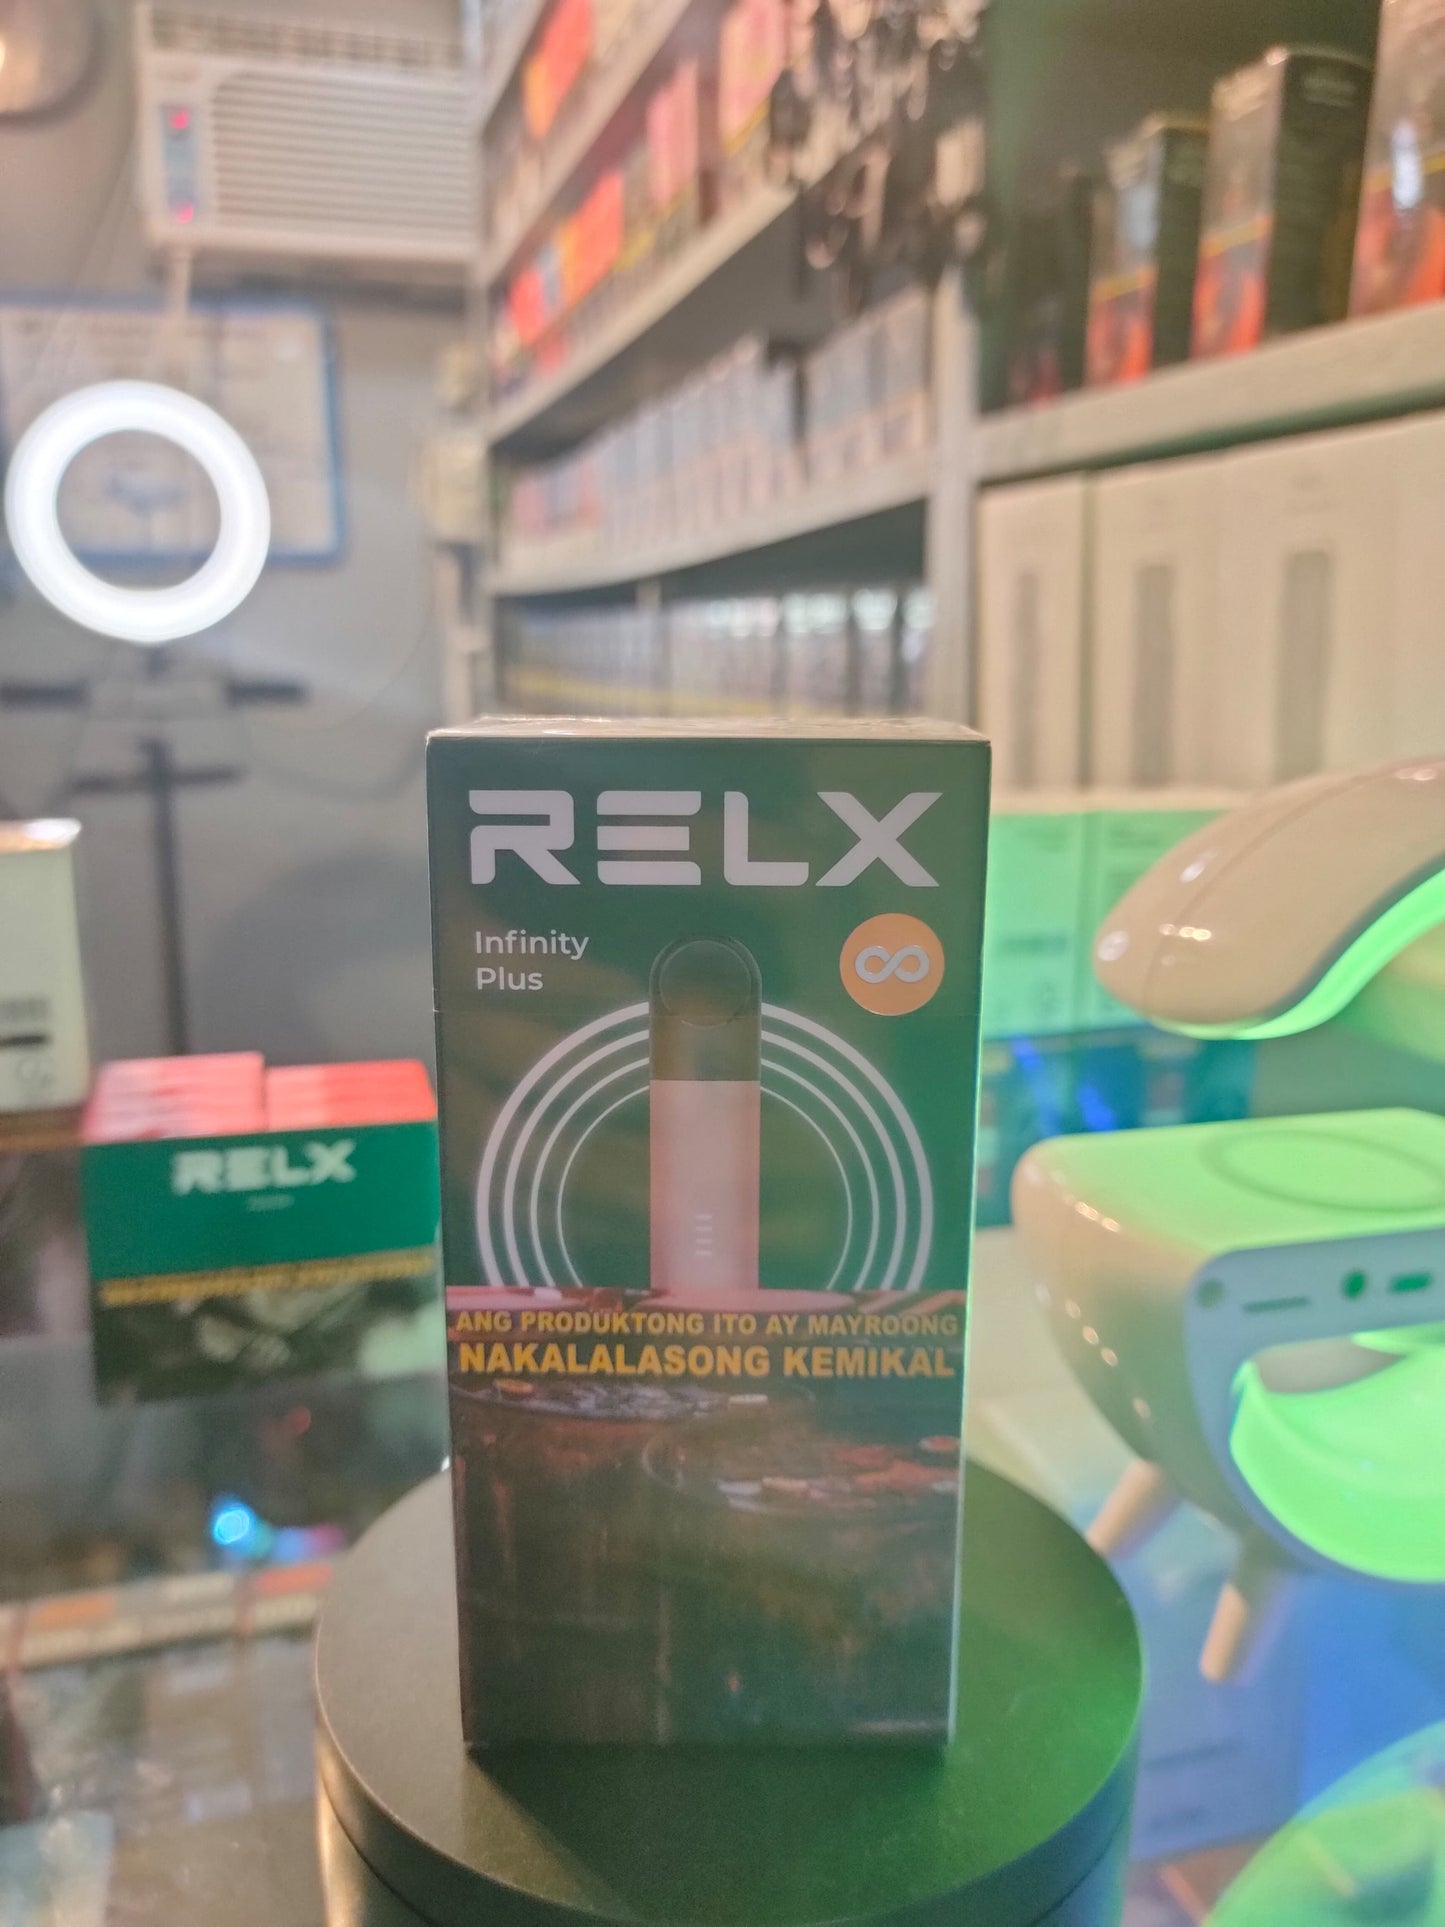 RELX
Infinity
Plus
ANG PRODUKTONG ITO AY MAYROONG
NAKALALASONG KEMIKAL
RELX